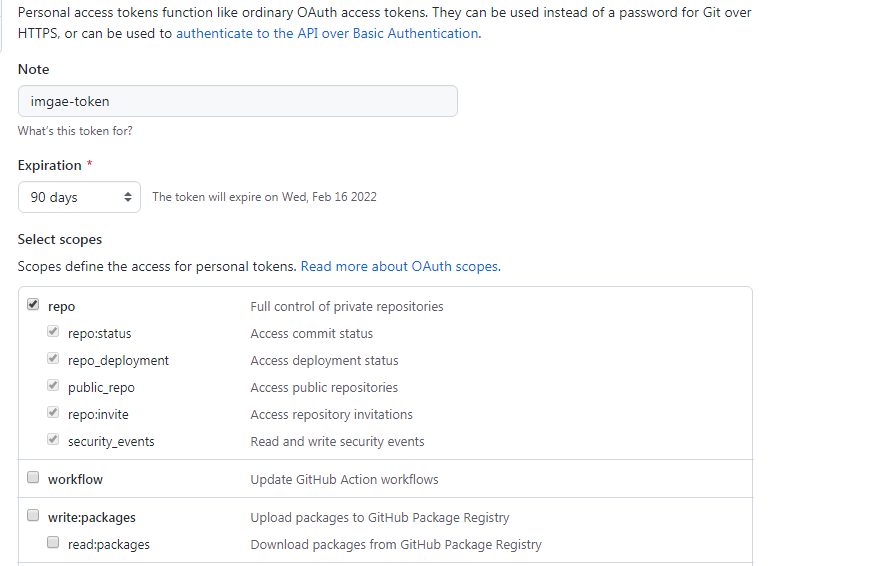 Personal access tokens function like ordinary OAuth access tokens. They can be used instead of a password for Git over
HTTPS, or can be used to authenticate to the API over Basic Authentication.
Note
imgae-token
What's this token for?
Expiration *
90 days The token will expire on Wed, Feb 16 2022
Select scopes
Scopes define the access for personal tokens. Read more about OAuth scopes.
repo Full control of private repositories
repo:status Access commit status
repo_deployment Access deployment status
public_repo Access public repositories
repo:invite Access repository invitations
security_events Read and write security events
workflow Update GitHub Action workflows
write:packages Upload packages to GitHub Package Registry
read:packages Download packages from GitHub Package Registry